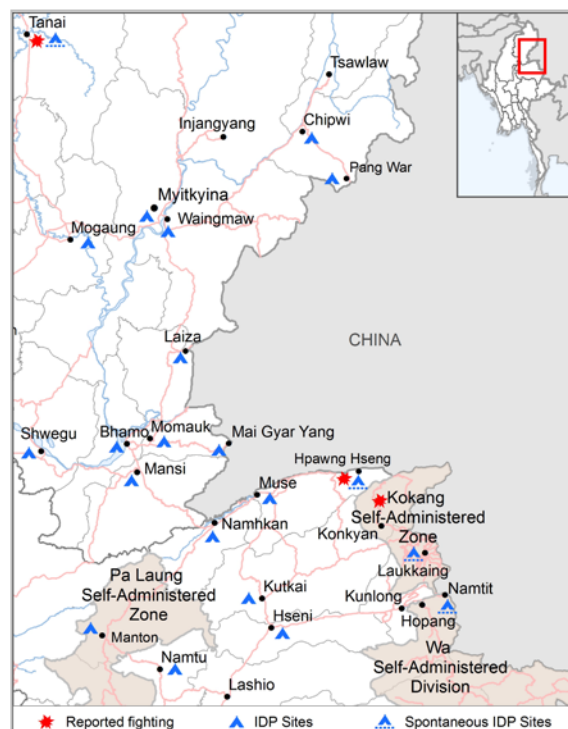 Tanai
Tsawlaw
Injangyang
Chipwi
Pang War
Myitkyina
Waingmaw
Mogaung
CHINA
Laiza
Shwegu
Bhamo
Momauk
Mai Gyar Yang
Mansi
Hpawng Hseng
Muse
Kokang
Self-Administered
Zone
Namhkan
Konkyan
Laukkaing
Pa Laung
Self-Administered
Zone
Kutkai
Kunlong
Namtit
Hopang
Hseni
Manton
Wa
Self-Administered
Division
Namtu
Lashio
Reported fighting
IDP Sites
Spontaneous IDP Sites